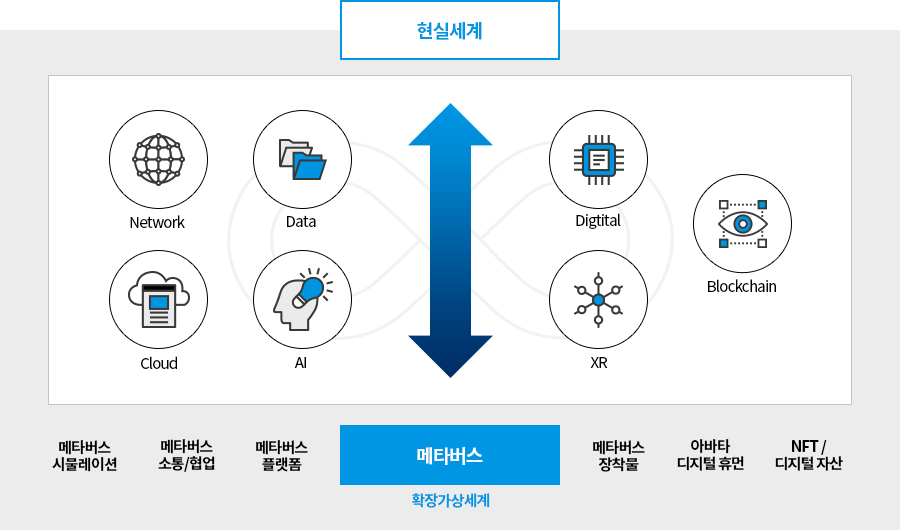 현실세계
Network
Data
Digtital
Blockchain
Cloud
AI
XR
메타버스
시물레이션
메타버스
소통/협업
메타버스
플랫폼
메타버스
확장가상세계
메타버스
장착물
아바타
디지털 휴먼
NFT /
디지털 자산